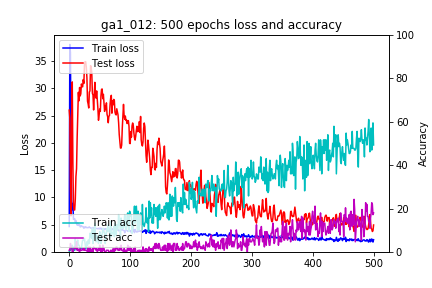 ga1_012: 500 epochs loss and accuracy
Train loss
Test loss
Train acc
Test acc
Loss
Accuracy
35
30
25
20
15
10
5
0
100
80
60
40
20
0
0 100 200 300 400 500